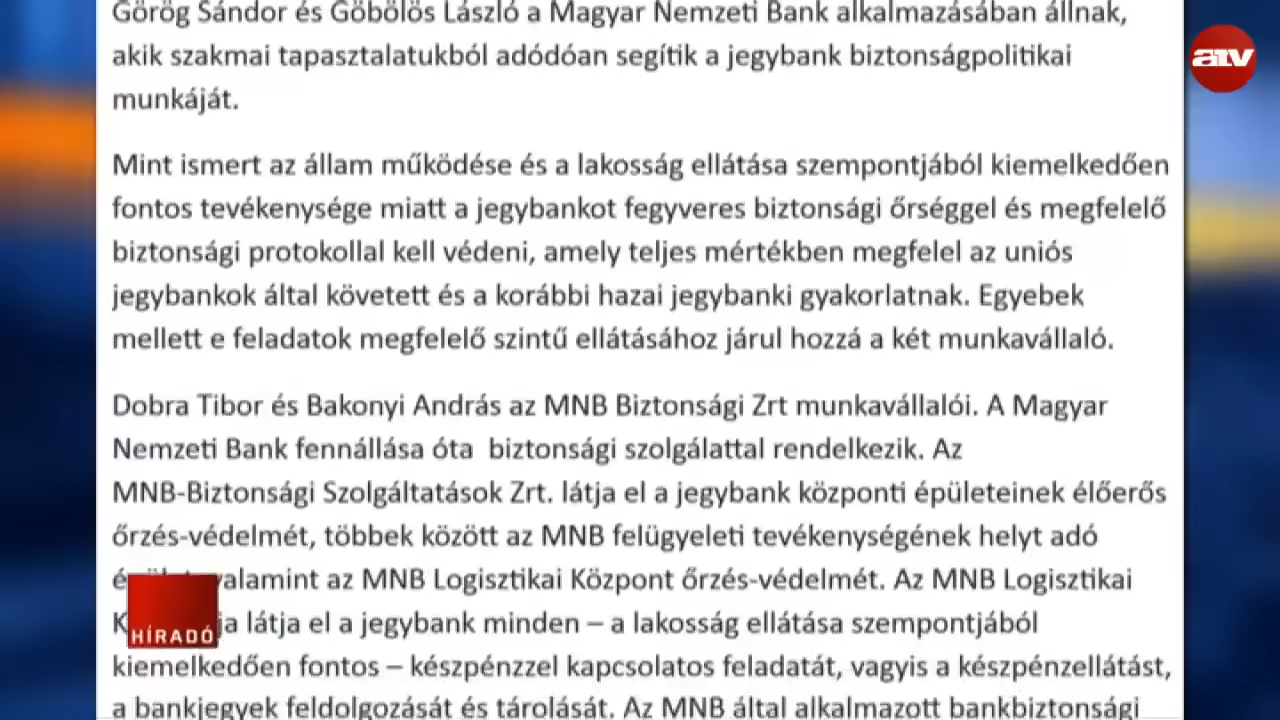 Görög Sándor és Göbölös László a Magyar Nemzeti Bank alkalmazásában állnak,
akik szakmai tapasztalatukból adódóan segítik a jegybank biztonságpolitikai
munkáját.
Mint ismert az állam működése és a lakosság ellátása szempontjából kiemelkedően
fontos tevékenysége miatt a jegybankot fegyveres biztonsági őrséggel és megfelelő
biztonsági protokollal kell védeni, amely teljes mértékben megfelel az uniós
jegybankok által követett és a korábbi hazai jegybanki gyakorlatnak. Egyebek
mellett e feladatok megfelelő szintű ellátásához járul hozzá a két munkavállaló.
Dobra Tibor és Bakonyi András az MNB Biztonsági Zrt munkavállalói. A Magyar
Nemzeti Bank fennállása óta biztonsági szolgálattal rendelkezik. Az
MNB-Biztonsági Szolgáltatások Zrt. látja el a jegybank központi épületeinek élőerős
őrzés-védelmét, többek között az MNB felügyeleti tevékenységének helyt adó
valamint az MNB Logisztikai Központ őrzés-védelmét. Az MNB Logisztikai
látja el a jegybank minden – a lakosság ellátása szempontjából
kiemelkedően fontos – készpénzzel kapcsolatos feladatát, vagyis a készpénzellátást,
a bankjegyek feldolgozását és tárolását. Az MNB által alkalmazott bankbiztonsági
HÍRADÓ
atv